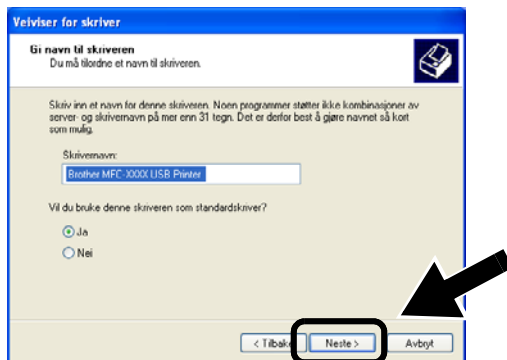 Veiviser for skriver
Gi navn til skriveren
Du må tilordne et navn til skriveren.
Skriv inn et navn for denne skriveren. Noen programmer støtter ikke kombinasjoner av
server- og skrivernavn på mer enn 31 tegn. Det er derfor best å gjøre navnet så kort
som mulig.
Skrivernavn:
Brother MFC-XXXX USB Printer
Vil du bruke denne skriveren som standardskriver?
Ja
Nei
< Tilbake
Neste >
Avbryt